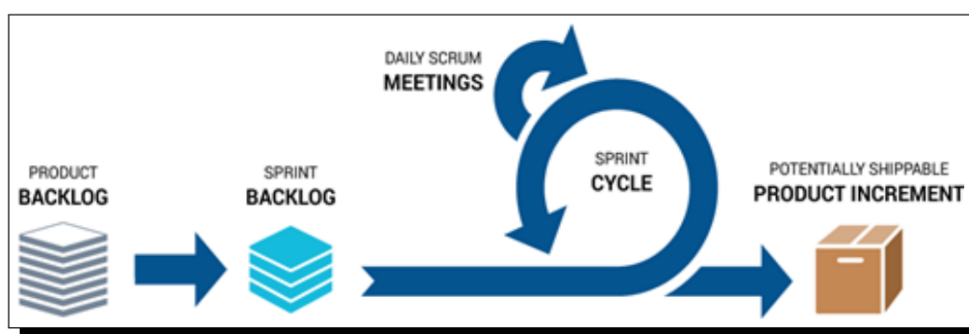 DAILY SCRUM
MEETINGS
PRODUCT
BACKLOG
SPRINT
BACKLOG
SPRINT
CYCLE
POTENTIALLY SHIPPABLE
PRODUCT INCREMENT